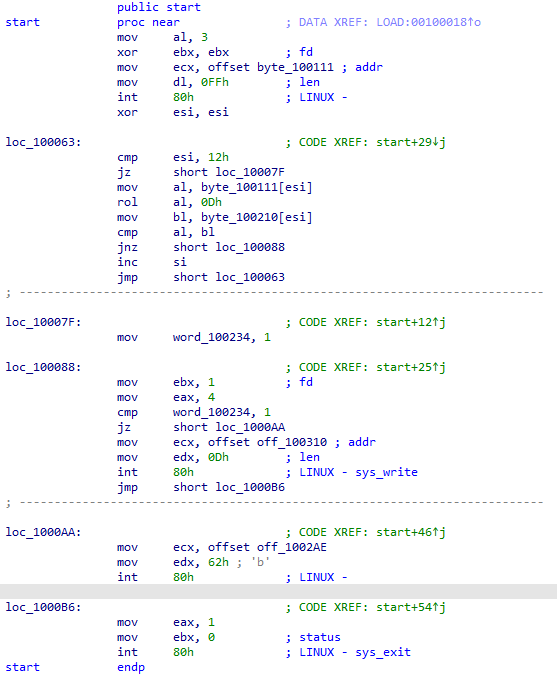 public start
start proc near ; DATA XREF: LOAD:00100018↑o
mov al, 3
xor ebx, ebx ; fd
mov ecx, offset byte_100111 ; addr
mov dl, 0FFh ; len
int 80h ; LINUX -
xor esi, esi
loc_100063: ; CODE XREF: start+29↓j
cmp esi, 12h
jz short loc_10007F
mov al, byte_100111[esi]
rol al, 0Dh
mov bl, byte_100210[esi]
cmp al, bl
jnz short loc_100088
inc si
jmp short loc_100063
; ---------------------------------------------------------------------------
loc_10007F: ; CODE XREF: start+12↑j
mov word_100234, 1
loc_100088: ; CODE XREF: start+25↑j
mov ebx, 1 ; fd
mov eax, 4
cmp word_100234, 1
jz short loc_1000AA
mov ecx, offset off_100310 ; addr
mov edx, 0Dh ; len
int 80h ; LINUX - sys_write
jmp short loc_1000B6
; ---------------------------------------------------------------------------
loc_1000AA: ; CODE XREF: start+46↑j
mov ecx, offset off_1002AE
mov edx, 62h ; 'b'
int 80h ; LINUX -
loc_1000B6: ; CODE XREF: start+54↑j
mov eax, 1
mov ebx, 0 ; status
int 80h ; LINUX - sys_exit
start endp